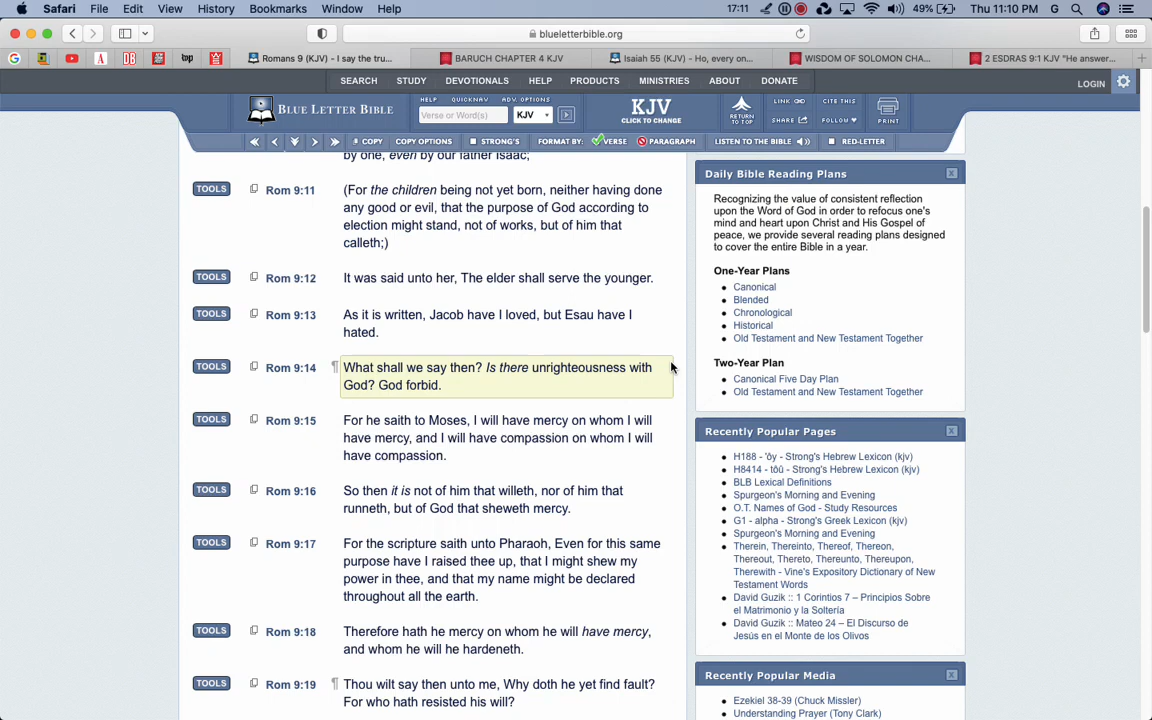 Safari File Edit View History Bookmarks Window Help 17:11 49% Thu 11:10 PM G
blueletterbible.org
Romans 9 (KJV) - I say the tru... BARUCH CHAPTER 4 KJV Isaiah 55 (KJV) - Ho, every on... WISDOM OF SOLOMON CHA... 2 ESDRAS 9:1 KJV "He answer...
SEARCH STUDY DEVOTIONALS HELP PRODUCTS MINISTRIES ABOUT DONATE LOGIN
BLUE LETTER BIBLE
HELP QUICKNAV ADV. OPTIONS
Verse or Word(s) KJV
KJV
CLICK TO CHANGE
RETURN TO TOP
LINK CITE THIS
SHARE FOLLOW
PRINT
COPY COPY OPTIONS STRONG'S FORMAT BY: VERSE PARAGRAPH LISTEN TO THE BIBLE RED-LETTER
by one, even by our father Isaac;
TOOLS Rom 9:11 (For the children being not yet born, neither having done
any good or evil, that the purpose of God according to
election might stand, not of works, but of him that
calleth;)
TOOLS Rom 9:12 It was said unto her, The elder shall serve the younger.
TOOLS Rom 9:13 As it is written, Jacob have I loved, but Esau have I
hated.
TOOLS Rom 9:14 ¶ What shall we say then? Is there unrighteousness with
God? God forbid.
TOOLS Rom 9:15 For he saith to Moses, I will have mercy on whom I will
have mercy, and I will have compassion on whom I will
have compassion.
TOOLS Rom 9:16 So then it is not of him that willeth, nor of him that
runneth, but of God that sheweth mercy.
TOOLS Rom 9:17 For the scripture saith unto Pharaoh, Even for this same
purpose have I raised thee up, that I might shew my
power in thee, and that my name might be declared
throughout all the earth.
TOOLS Rom 9:18 Therefore hath he mercy on whom he will have mercy,
and whom he will he hardeneth.
TOOLS Rom 9:19 ¶ Thou wilt say then unto me, Why doth he yet find fault?
For who hath resisted his will?
Daily Bible Reading Plans
Recognizing the value of consistent reflection
upon the Word of God in order to refocus one's
mind and heart upon Christ and His Gospel of
peace, we provide several reading plans designed
to cover the entire Bible in a year.
One-Year Plans
Canonical
Blended
Chronological
Historical
Old Testament and New Testament Together
Two-Year Plan
Canonical Five Day Plan
Old Testament and New Testament Together
Recently Popular Pages
H188 - 'ôy - Strong's Hebrew Lexicon (kjv)
H8414 - tôû - Strong's Hebrew Lexicon (kjv)
BLB Lexical Definitions
Spurgeon's Morning and Evening
O.T. Names of God - Study Resources
G1 - alpha - Strong's Greek Lexicon (kjv)
Spurgeon's Morning and Evening
Therein, Thereinto, Thereof, Thereon,
Thereout, Thereto, Thereunto, Thereupon,
Therewith - Vine's Expository Dictionary of New
Testament Words
David Guzik :: 1 Corintios 7 – Principios Sobre
el Matrimonio y la Soltería
David Guzik :: Mateo 24 – El Discurso de
Jesús en el Monte de los Olivos
Recently Popular Media
Ezekiel 38-39 (Chuck Missler)
Understanding Prayer (Tony Clark)